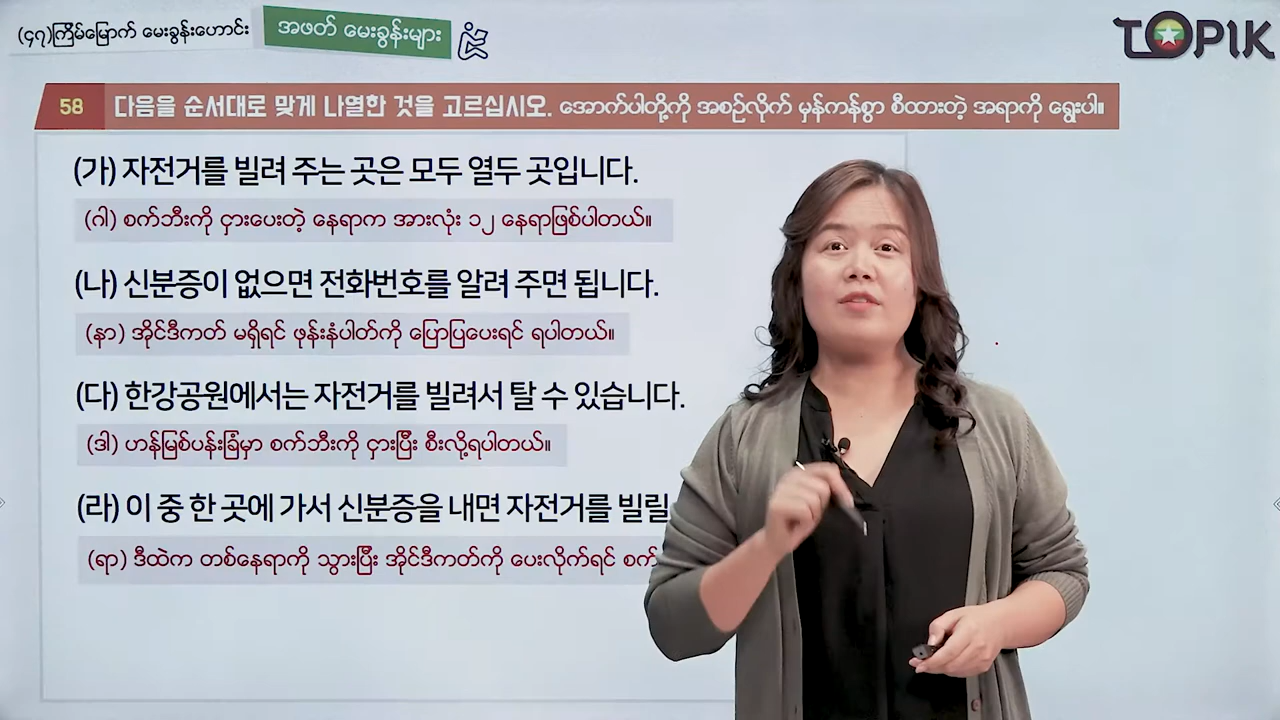 (၄၇)ကြိမ်မြောက် မေးခွန်းဟောင်း
အဖတ် မေးခွန်းများ
TOPIK
58 다음을 순서대로 맞게 나열한 것을 고르십시오. အောက်ပါတို့ကို အစဉ်လိုက် မှန်ကန်စွာ စီထားတဲ့ အရာကို ရွေးပါ။
(가) 자전거를 빌려 주는 곳은 모두 열두 곳입니다.
(ဂါ) စက်ဘီးကို ငှားပေးတဲ့ နေရာက အားလုံး ၁၂ နေရာဖြစ်ပါတယ်။
(나) 신분증이 없으면 전화번호를 알려 주면 됩니다.
(နာ) အိုင်ဒီကတ် မရှိရင် ဖုန်းနံပါတ်ကို ပြောပြပေးရင် ရပါတယ်။
(다) 한강공원에서는 자전거를 빌려서 탈 수 있습니다.
(ဒါ) ဟန်မြစ်ပန်းခြံမှာ စက်ဘီးကို ငှားပြီး စီးလို့ရပါတယ်။
(라) 이 중 한 곳에 가서 신분증을 내면 자전거를 빌릴
(ရာ) ဒီထဲက တစ်နေရာကို သွားပြီး အိုင်ဒီကတ်ကို ပေးလိုက်ရင် စက်